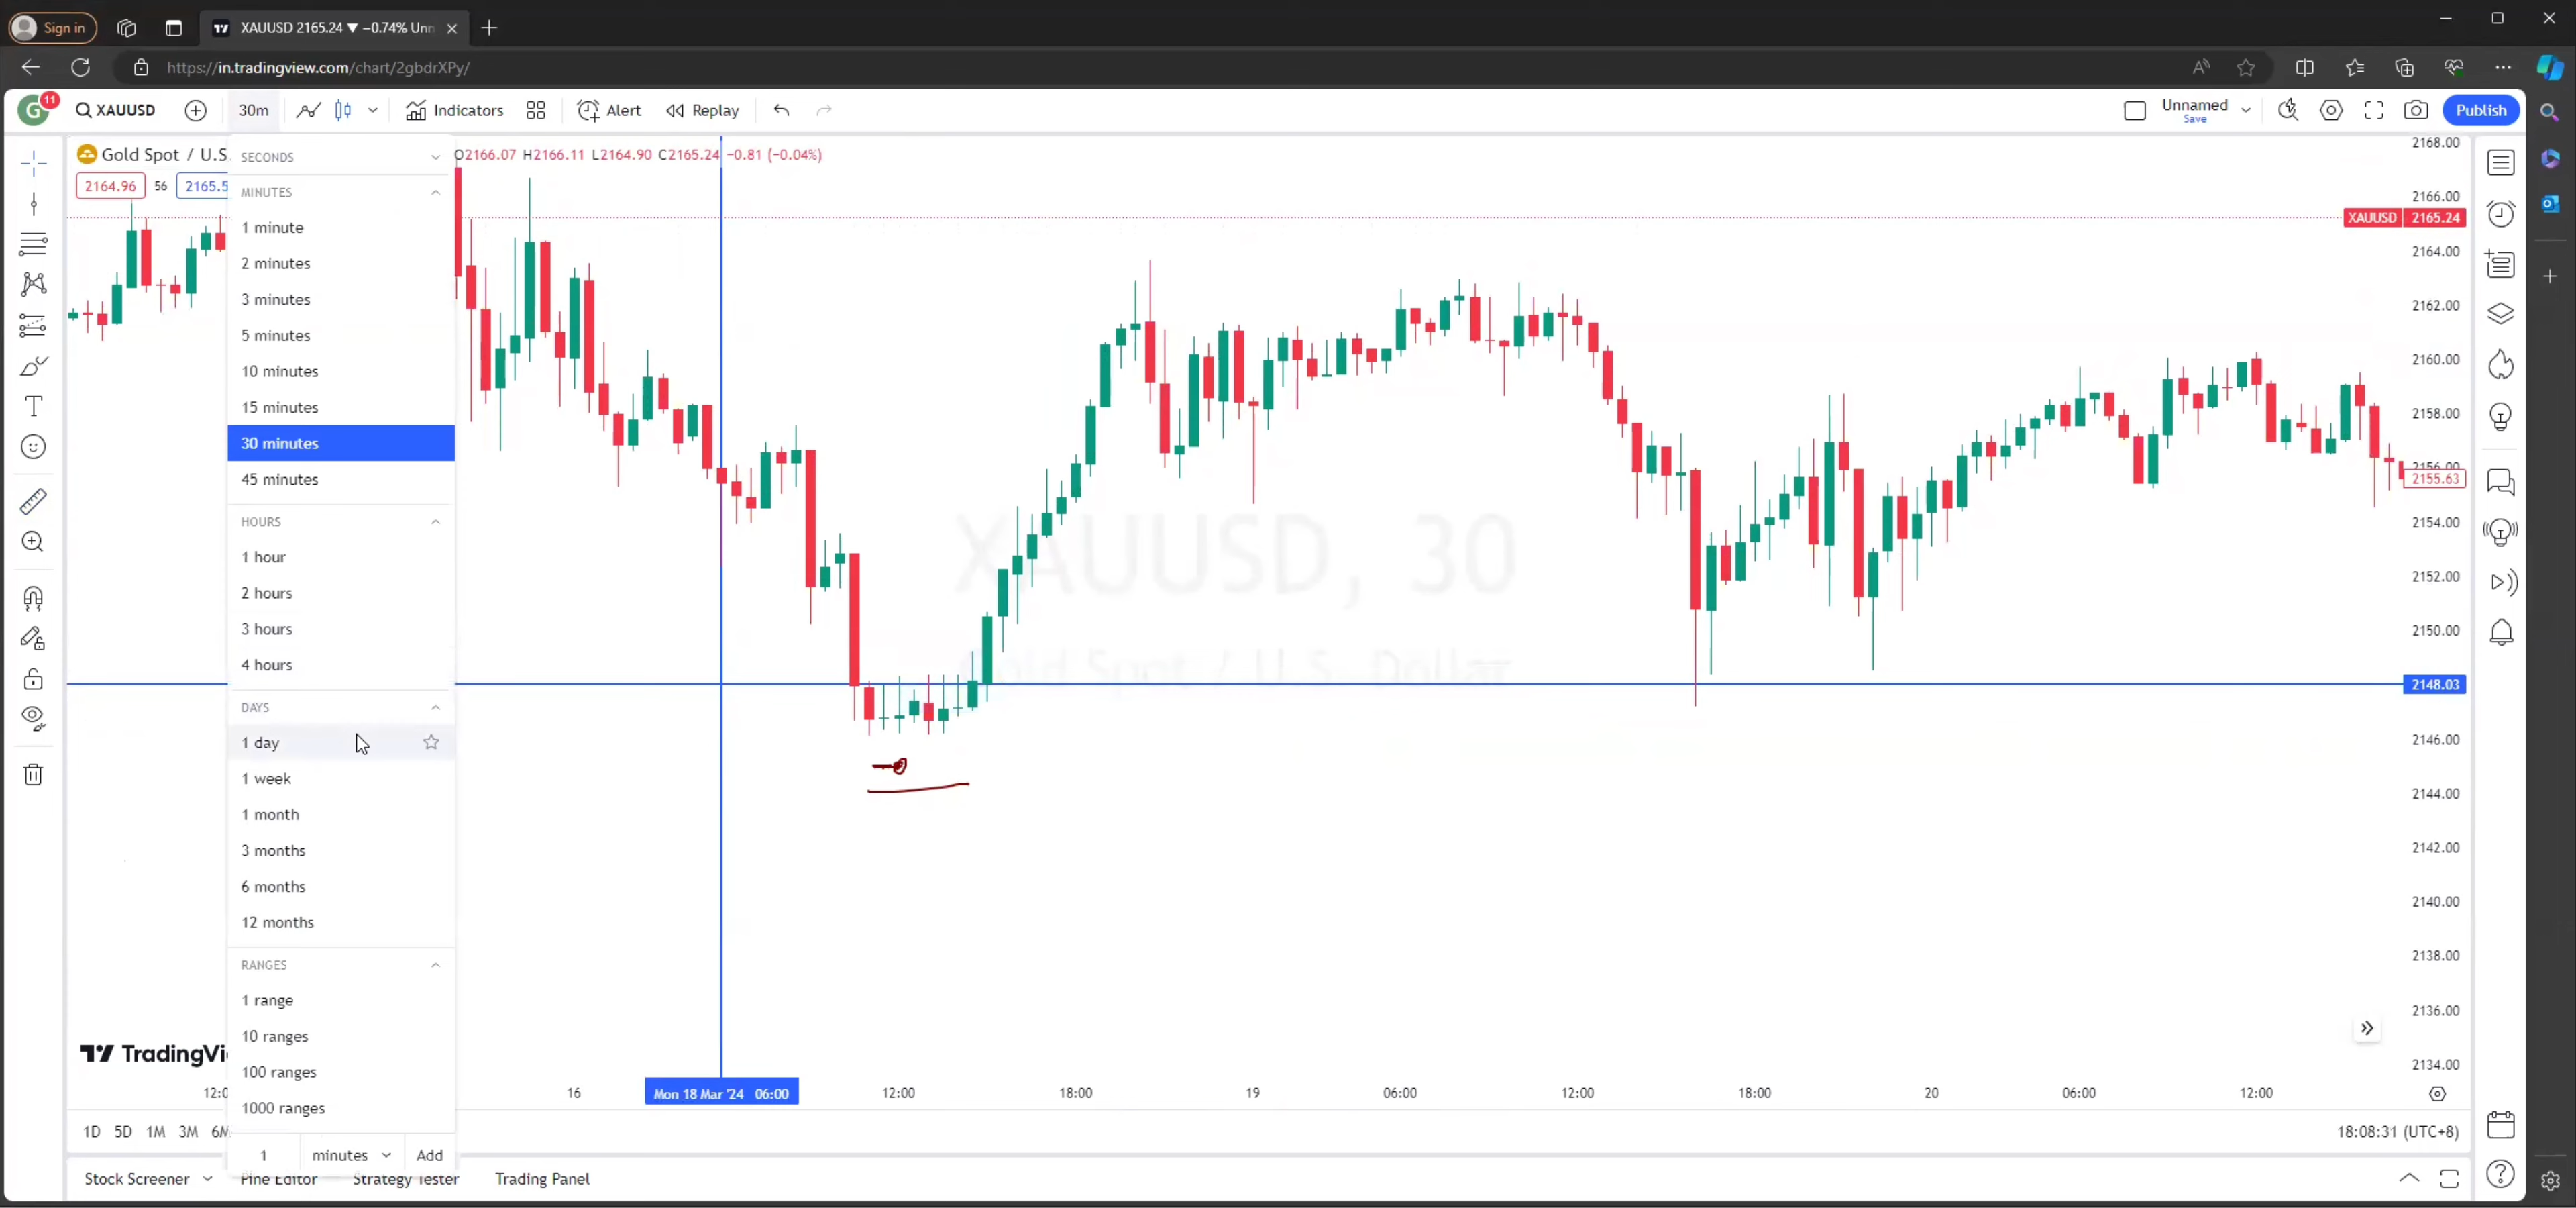 Sign in
XAUUSD 2165.24 ▼ −0.74% Unn
https://in.tradingview.com/chart/2gbdrXPy/
G 11 XAUUSD 30m Indicators Alert Replay Unnamed Save Publish
Gold Spot / U.S. O2166.07 H2166.11 L2164.90 C2165.24 −0.81 (−0.04%)
2164.96 56 2165.5
SECONDS
MINUTES
1 minute
2 minutes
3 minutes
5 minutes
10 minutes
15 minutes
30 minutes
45 minutes
HOURS
1 hour
2 hours
3 hours
4 hours
DAYS
1 day
1 week
1 month
3 months
6 months
12 months
RANGES
1 range
10 ranges
100 ranges
1000 ranges
1 minutes Add
XAUUSD, 30
Gold Spot / U.S. Dollar
2168.00
2166.00
XAUUSD 2165.24
2164.00
2162.00
2160.00
2158.00
2156.00
2155.63
2154.00
2152.00
2150.00
2148.03
2146.00
2144.00
2142.00
2140.00
2138.00
2136.00
2134.00
TradingVi
12:0 16 Mon 18 Mar '24 06:00 12:00 18:00 19 06:00 12:00 18:00 20 06:00 12:00
1D 5D 1M 3M 6M 18:08:31 (UTC+8)
Stock Screener Pine Editor Strategy Tester Trading Panel